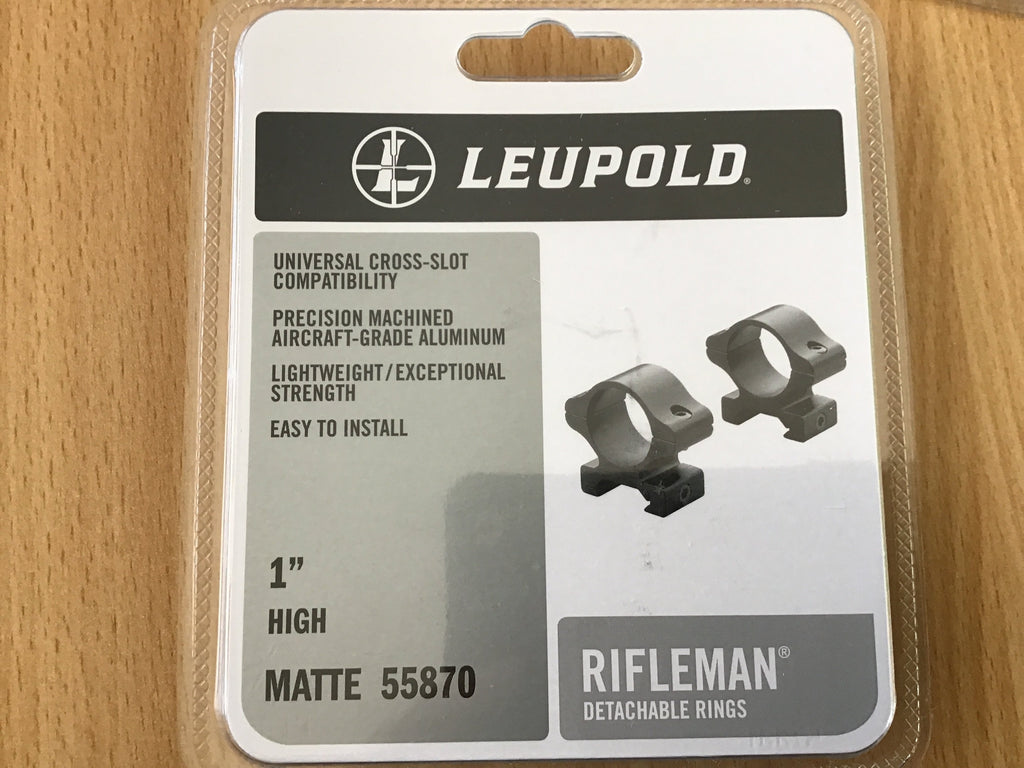 LEUPOLD®
UNIVERSAL CROSS-SLOT
COMPATIBILITY
PRECISION MACHINED
AIRCRAFT-GRADE ALUMINUM
LIGHTWEIGHT/EXCEPTIONAL
STRENGTH
EASY TO INSTALL
1”
HIGH
MATTE 55870
RIFLEMAN®
DETACHABLE RINGS